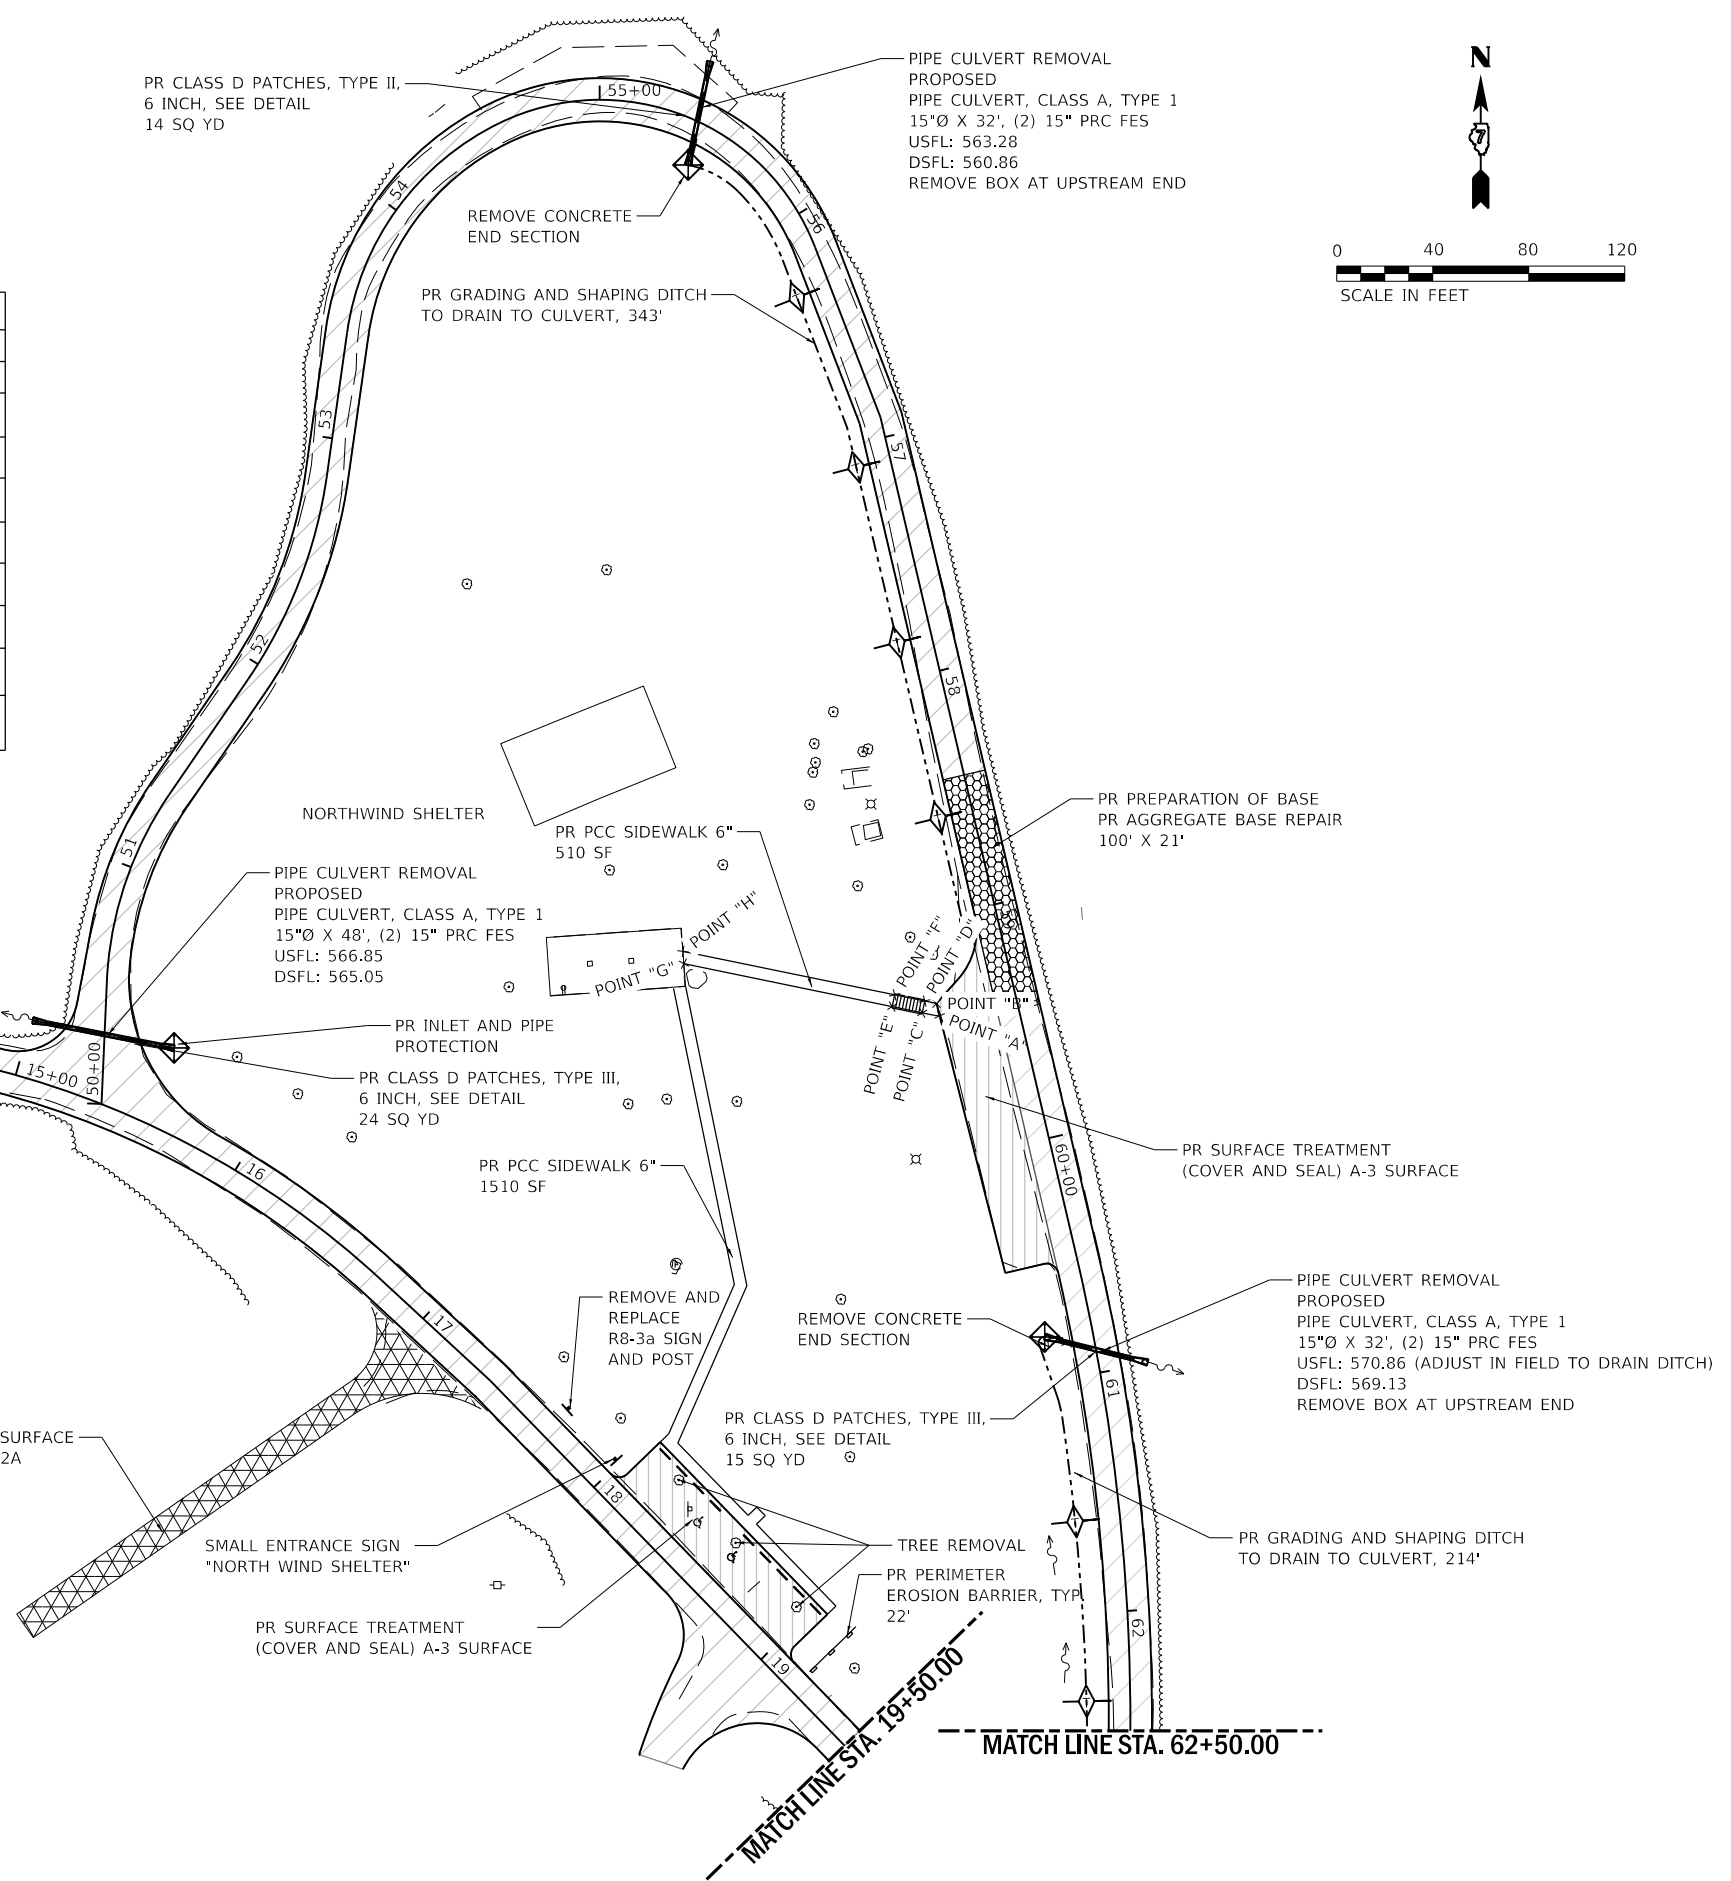 PR CLASS D PATCHES, TYPE II,
6 INCH, SEE DETAIL
14 SQ YD
55+00
PIPE CULVERT REMOVAL
PROPOSED
PIPE CULVERT, CLASS A, TYPE 1
15"Ø X 32', (2) 15" PRC FES
USFL: 563.28
DSFL: 560.86
REMOVE BOX AT UPSTREAM END
N
7
0 40 80 120
SCALE IN FEET
54
56
REMOVE CONCRETE
END SECTION
PR GRADING AND SHAPING DITCH
TO DRAIN TO CULVERT, 343'
53
57
52
58
NORTHWIND SHELTER
PR PCC SIDEWALK 6"
510 SF
PR PREPARATION OF BASE
PR AGGREGATE BASE REPAIR
100' X 21'
51
PIPE CULVERT REMOVAL
PROPOSED
PIPE CULVERT, CLASS A, TYPE 1
15"Ø X 48', (2) 15" PRC FES
USFL: 566.85
DSFL: 565.05
POINT "H"
POINT "G"
POINT "F"
POINT "D"
59
POINT "B"
POINT "A"
POINT "E"
POINT "C"
PR INLET AND PIPE
PROTECTION
15+00
50+00
PR CLASS D PATCHES, TYPE III,
6 INCH, SEE DETAIL
24 SQ YD
16
PR PCC SIDEWALK 6"
1510 SF
60+00
PR SURFACE TREATMENT
(COVER AND SEAL) A-3 SURFACE
17
REMOVE AND
REPLACE
R8-3a SIGN
AND POST
REMOVE CONCRETE
END SECTION
PIPE CULVERT REMOVAL
PROPOSED
PIPE CULVERT, CLASS A, TYPE 1
15"Ø X 32', (2) 15" PRC FES
USFL: 570.86 (ADJUST IN FIELD TO DRAIN DITCH)
DSFL: 569.13
REMOVE BOX AT UPSTREAM END
61
PR CLASS D PATCHES, TYPE III,
6 INCH, SEE DETAIL
15 SQ YD
SURFACE
2A
18
SMALL ENTRANCE SIGN
"NORTH WIND SHELTER"
TREE REMOVAL
PR PERIMETER
EROSION BARRIER, TYP.
22'
PR GRADING AND SHAPING DITCH
TO DRAIN TO CULVERT, 214'
T
62
PR SURFACE TREATMENT
(COVER AND SEAL) A-3 SURFACE
19
T
MATCH LINE STA. 19+50.00
MATCH LINE STA. 62+50.00